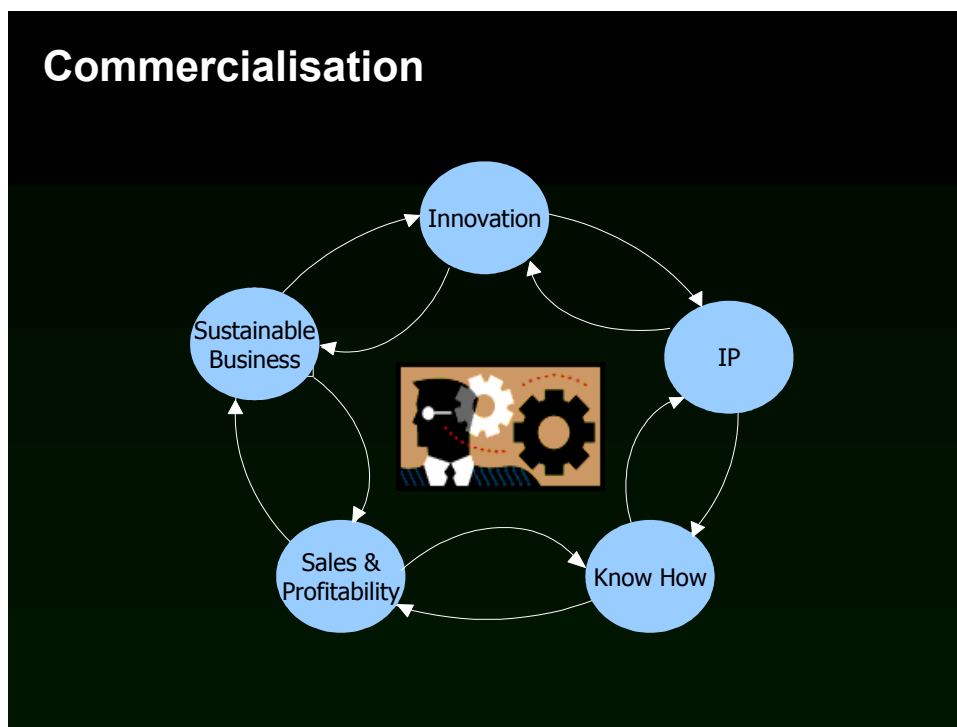 Commercialisation
Innovation
IP
Know How
Sales &
Profitability
Sustainable
Business